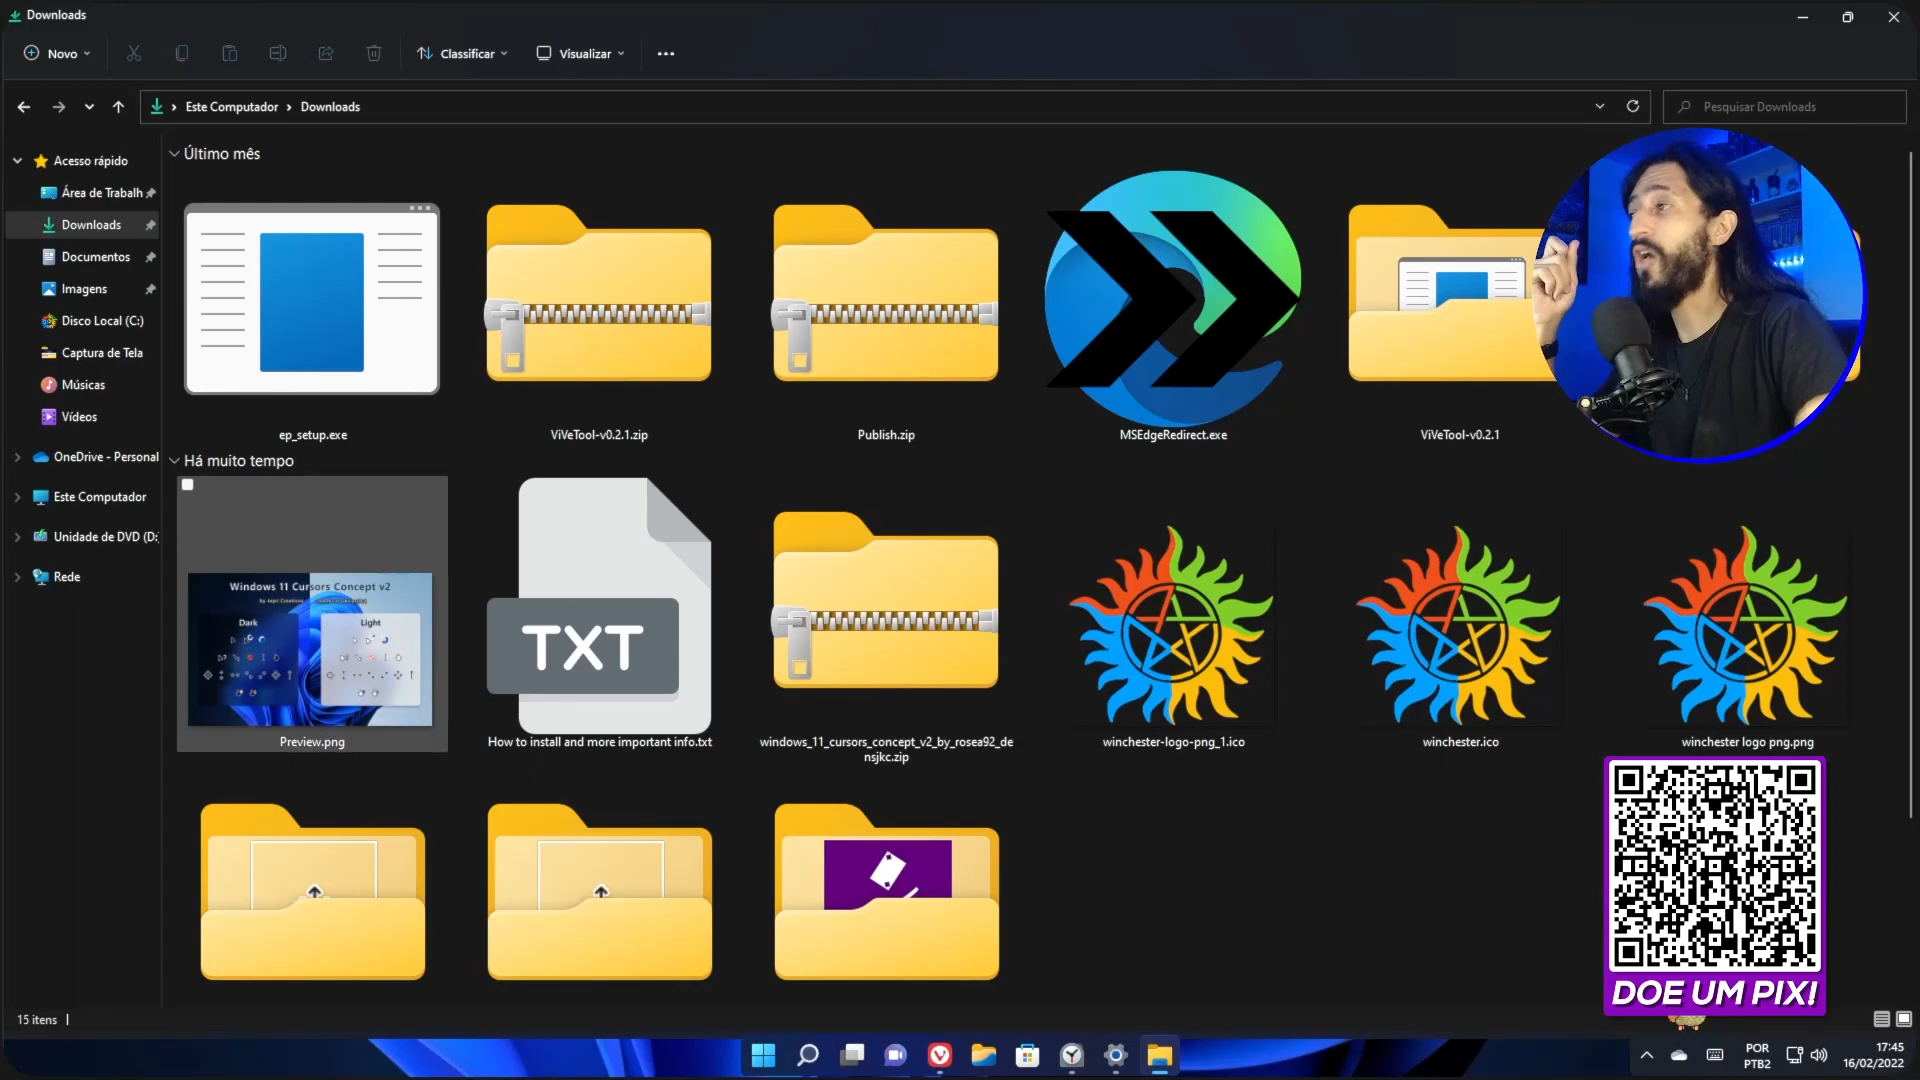 Downloads
Novo
Classificar
Visualizar
Este Computador
Downloads
Pesquisar Downloads
Acesso rápido
Área de Trabalh
Downloads
Documentos
Imagens
Disco Local (C:)
Captura de Tela
Músicas
Vídeos
OneDrive - Personal
Este Computador
Unidade de DVD (D:
Rede
Último mês
ep_setup.exe
ViVeTool-v0.2.1.zip
Publish.zip
MSEdgeRedirect.exe
ViVeTool-v0.2.1
Há muito tempo
Windows 11 Cursors Concept v2
Dark
Light
TXT
Preview.png
How to install and more important info.txt
windows_11_cursors_concept_v2_by_rosea92_de
nsjkc.zip
winchester-logo-png_1.ico
winchester.ico
winchester logo png.png
DOE UM PIX!
15 itens
POR
PTB2
17:45
16/02/2022